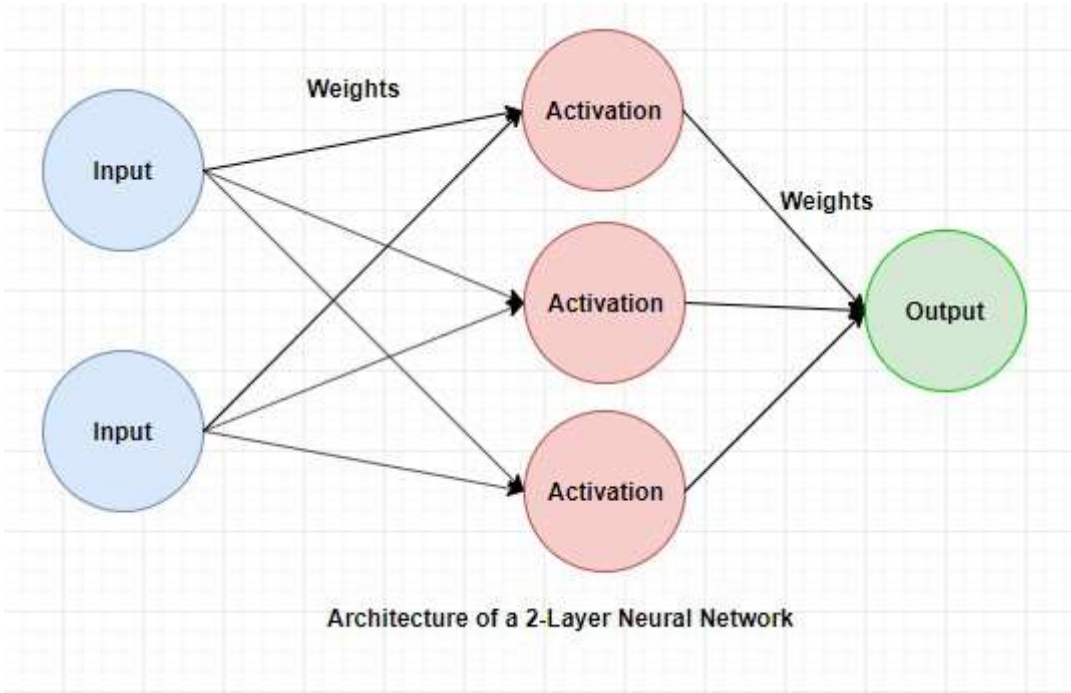 Weights
Activation
Input
Weights
Activation
Output
Input
Activation
Architecture of a 2-Layer Neural Network